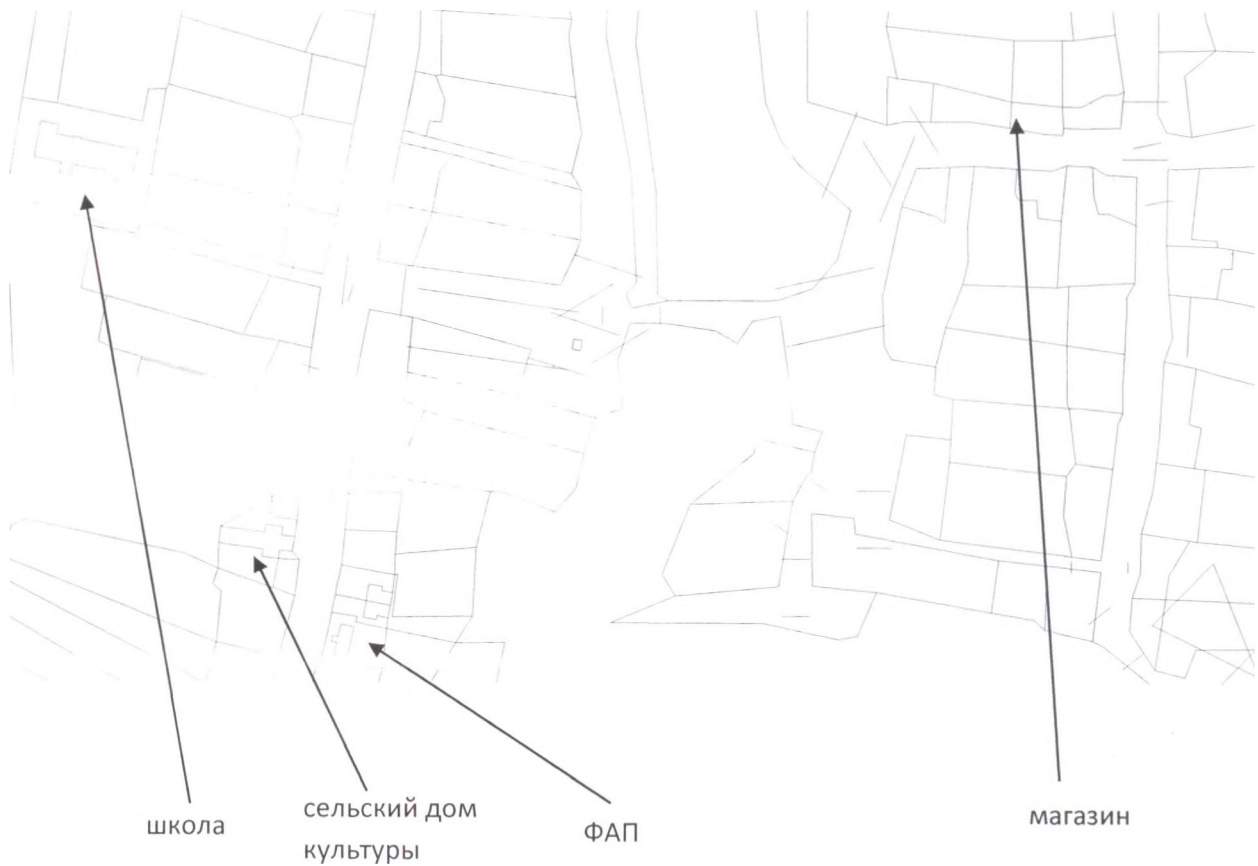 школа
сельский дом
культуры
ФАП
магазин